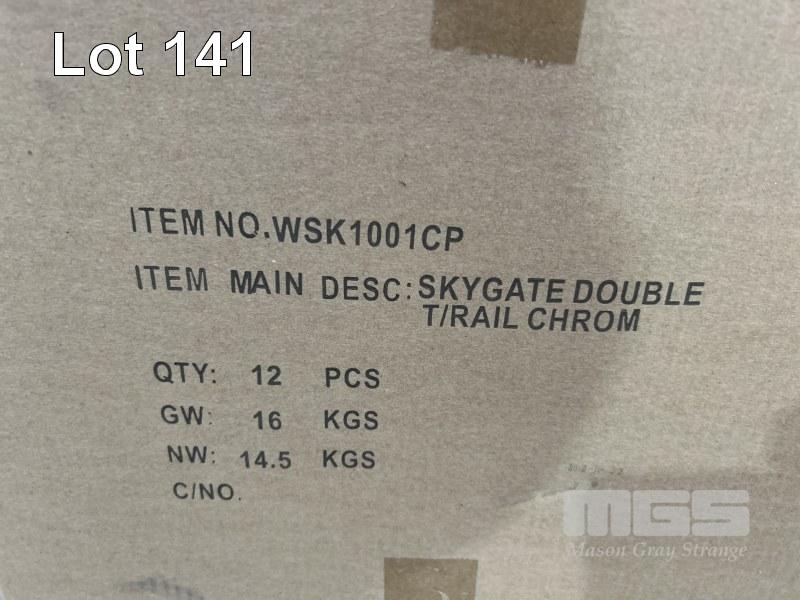 Lot 141
ITEM NO.WSK1001CP
ITEM MAIN DESC: SKYGATE DOUBLE
T/RAIL CHROM
QTY: 12 PCS
GW: 16 KGS
NW: 14.5 KGS
C/NO.
MGS
Mason Gray Strange